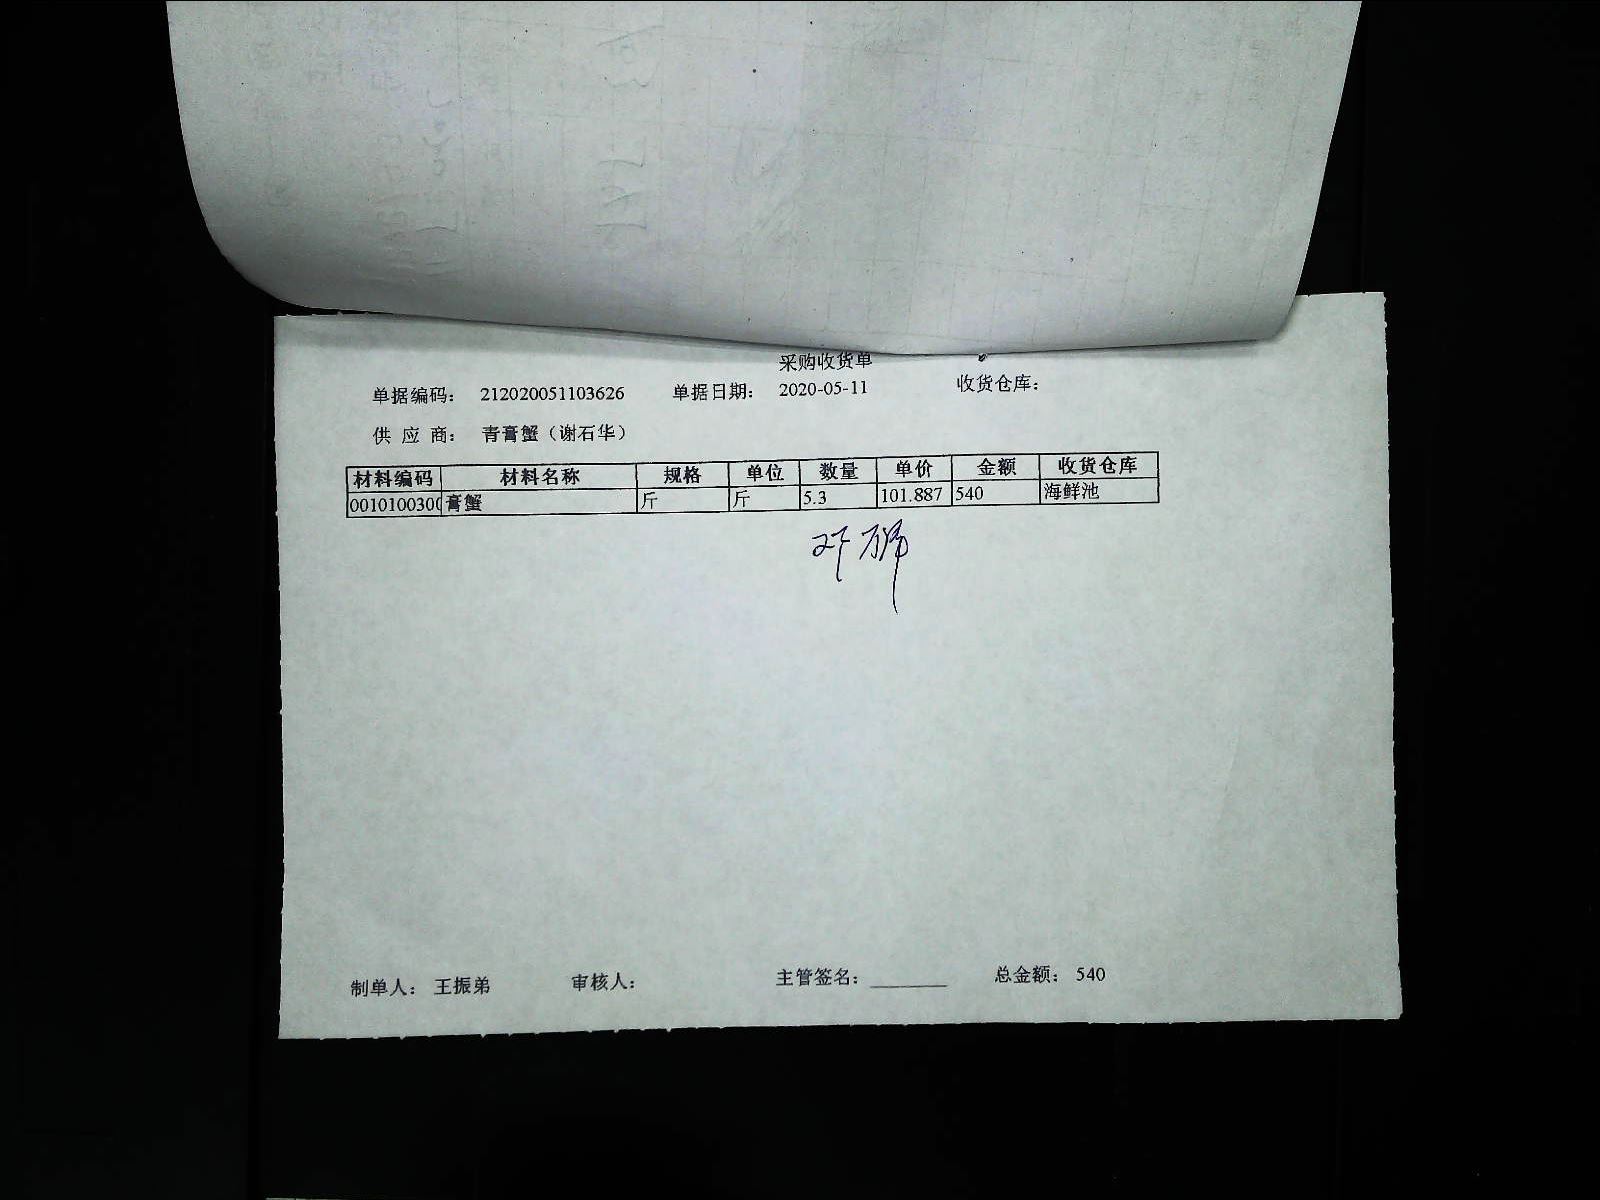 采购收货单
单据编码： 212020051103626 单据日期： 2020-05-11 收货仓库：
供 应 商： 青膏蟹（谢石华）
材料编码 材料名称 规格 单位 数量 单价 金额 收货仓库
0010100300 膏蟹 斤 斤 5.3 101.887 540 海鲜池
制单人： 王振弟 审核人： 主管签名：________ 总金额： 540